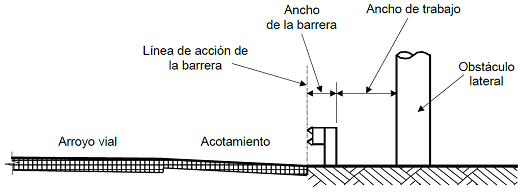 Ancho
de la barrera
Ancho de trabajo
Línea de acción de
la barrera
Obstáculo
lateral
Arroyo vial
Acotamiento